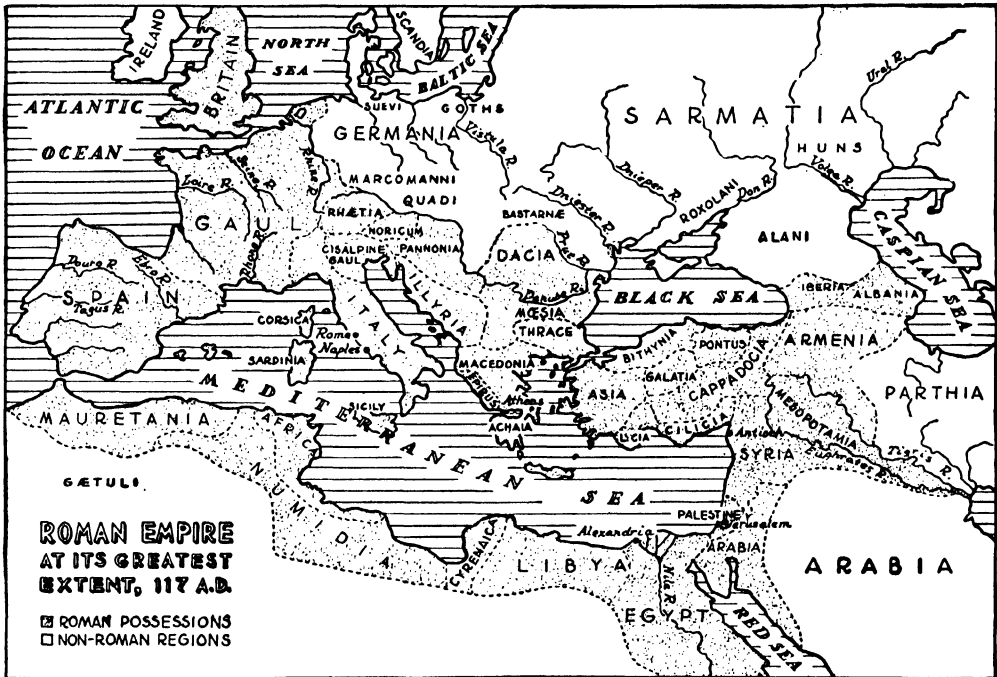 IRELAND
BRITAIN
NORTH
SEA
SCANDIA
BALTIC SEA
ATLANTIC
OCEAN
SUEVI
GOTHS
GERMANIA
Vistula R.
SARMATIA
HUNS
Ural R.
Volga R.
Rhine R.
Seine R.
Loire R.
MARCOMANNI
QUADI
Dnieper R.
Dniester R.
ROXOLANI
Don R.
BASTARNÆ
GAUL
Rhone R.
RHÆTIA
NORICUM
CISALPINE
GAUL
PANNONIA
DACIA
Prut R.
ALANI
CASPIAN SEA
Douro R.
Ebro R.
SPAIN
Tagus R.
ITALY
ILLYRIA
Danube R.
MŒSIA
THRACE
BLACK SEA
IBERIA
ALBANIA
CORSICA
Rome
Naples
SARDINIA
MACEDONIA
EPIRUS
Athens
ACHAIA
BITHYNIA
PONTUS
ARMENIA
GALATIA
CAPPADOCIA
ASIA
LYCIA
CILICIA
PARTHIA
MESOPOTAMIA
Tigris R.
Euphrates R.
Antioch
SYRIA
MEDITERRANEAN SEA
SICILY
MAURETANIA
AFRICA
NUMIDIA
GÆTULI
PALESTINE
Jerusalem
Alexandria
ARABIA
ARABIA
CYRENAICA
LIBYA
EGYPT
Nile R.
RED SEA
ROMAN EMPIRE
AT ITS GREATEST
EXTENT, 117 A.D.
ROMAN POSSESSIONS
NON-ROMAN REGIONS